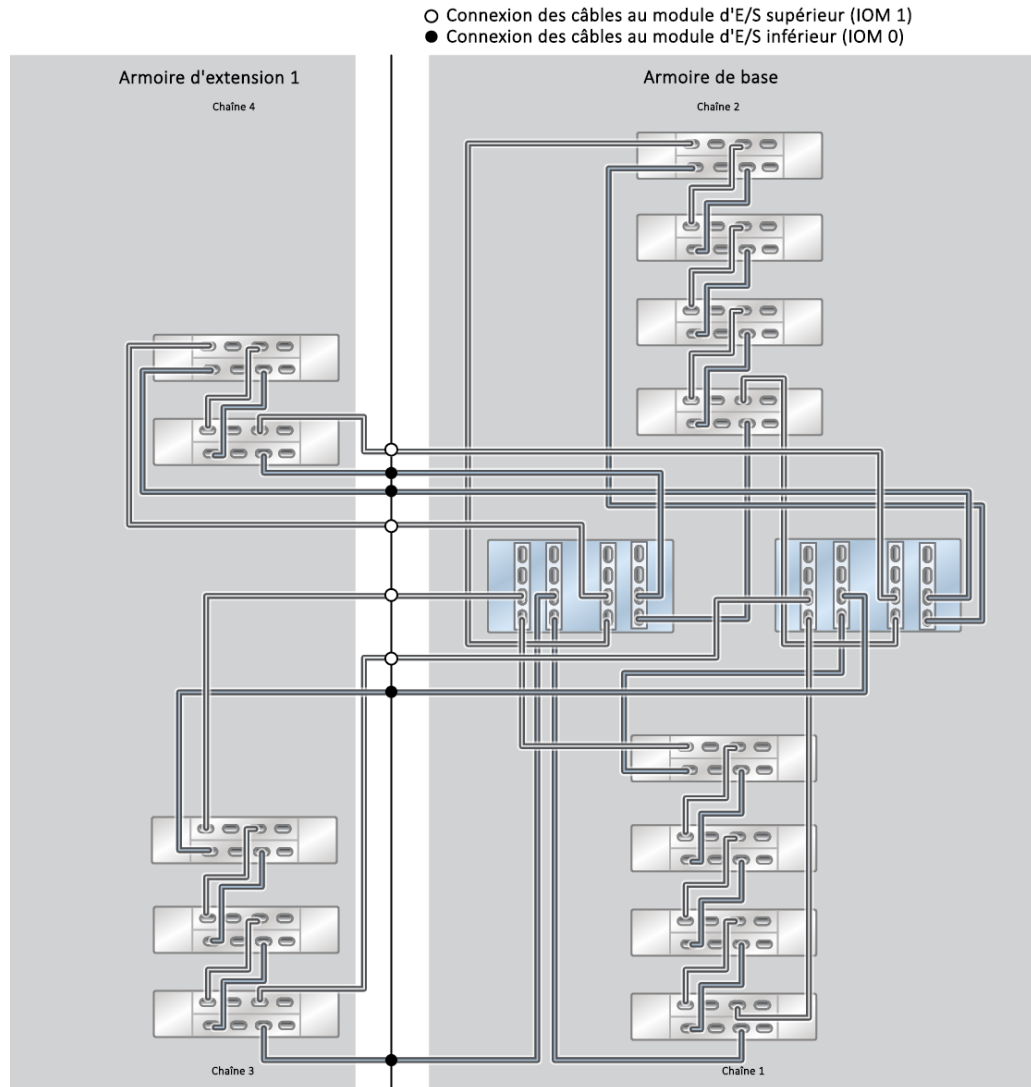 Connexion des câbles au module d'E/S supérieur (IOM 1)
Connexion des câbles au module d'E/S inférieur (IOM 0)
Armoire d'extension 1
Armoire de base
Chaîne 4
Chaîne 2
Chaîne 3
Chaîne 1